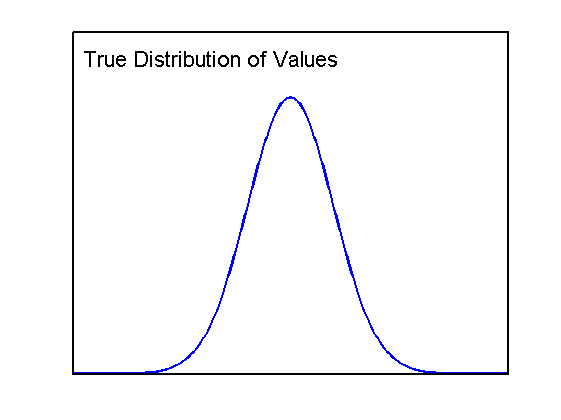 True Distribution of Values